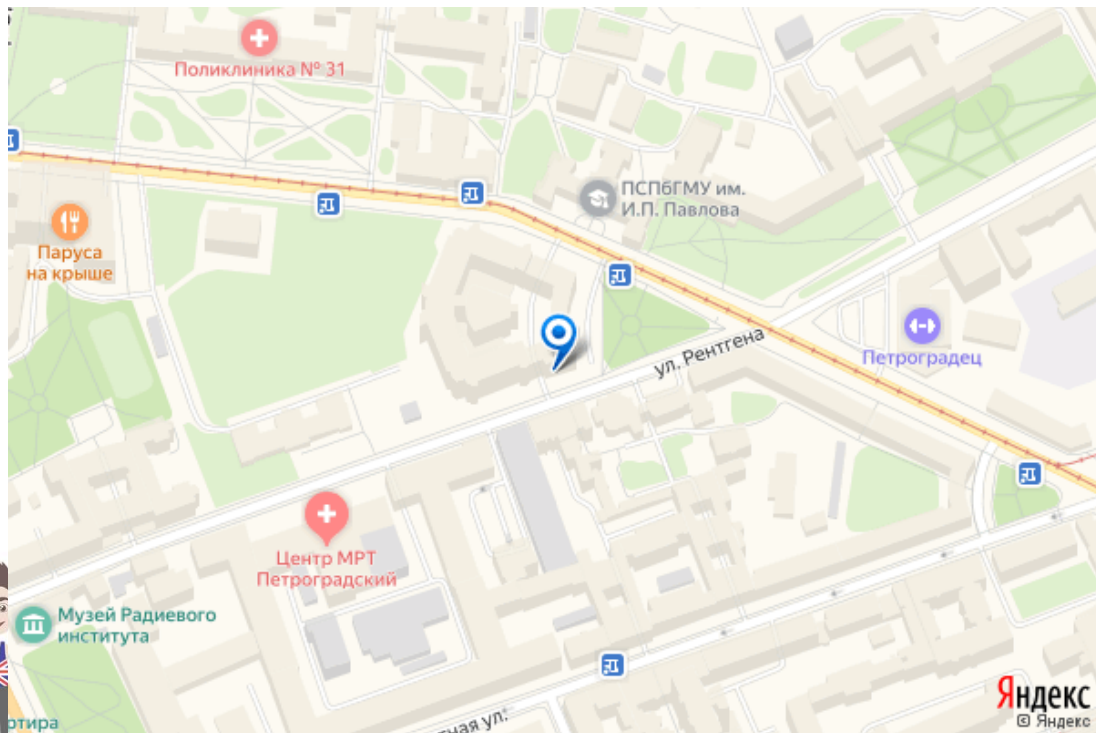 Поликлиника № 31
ПСПбГМУ им.
И.П. Павлова
Паруса
на крыше
Петроградец
ул. Рентгена
Центр МРТ
Петроградский
Музей Радиевого
института
ул.
Яндекс
© Яндекс